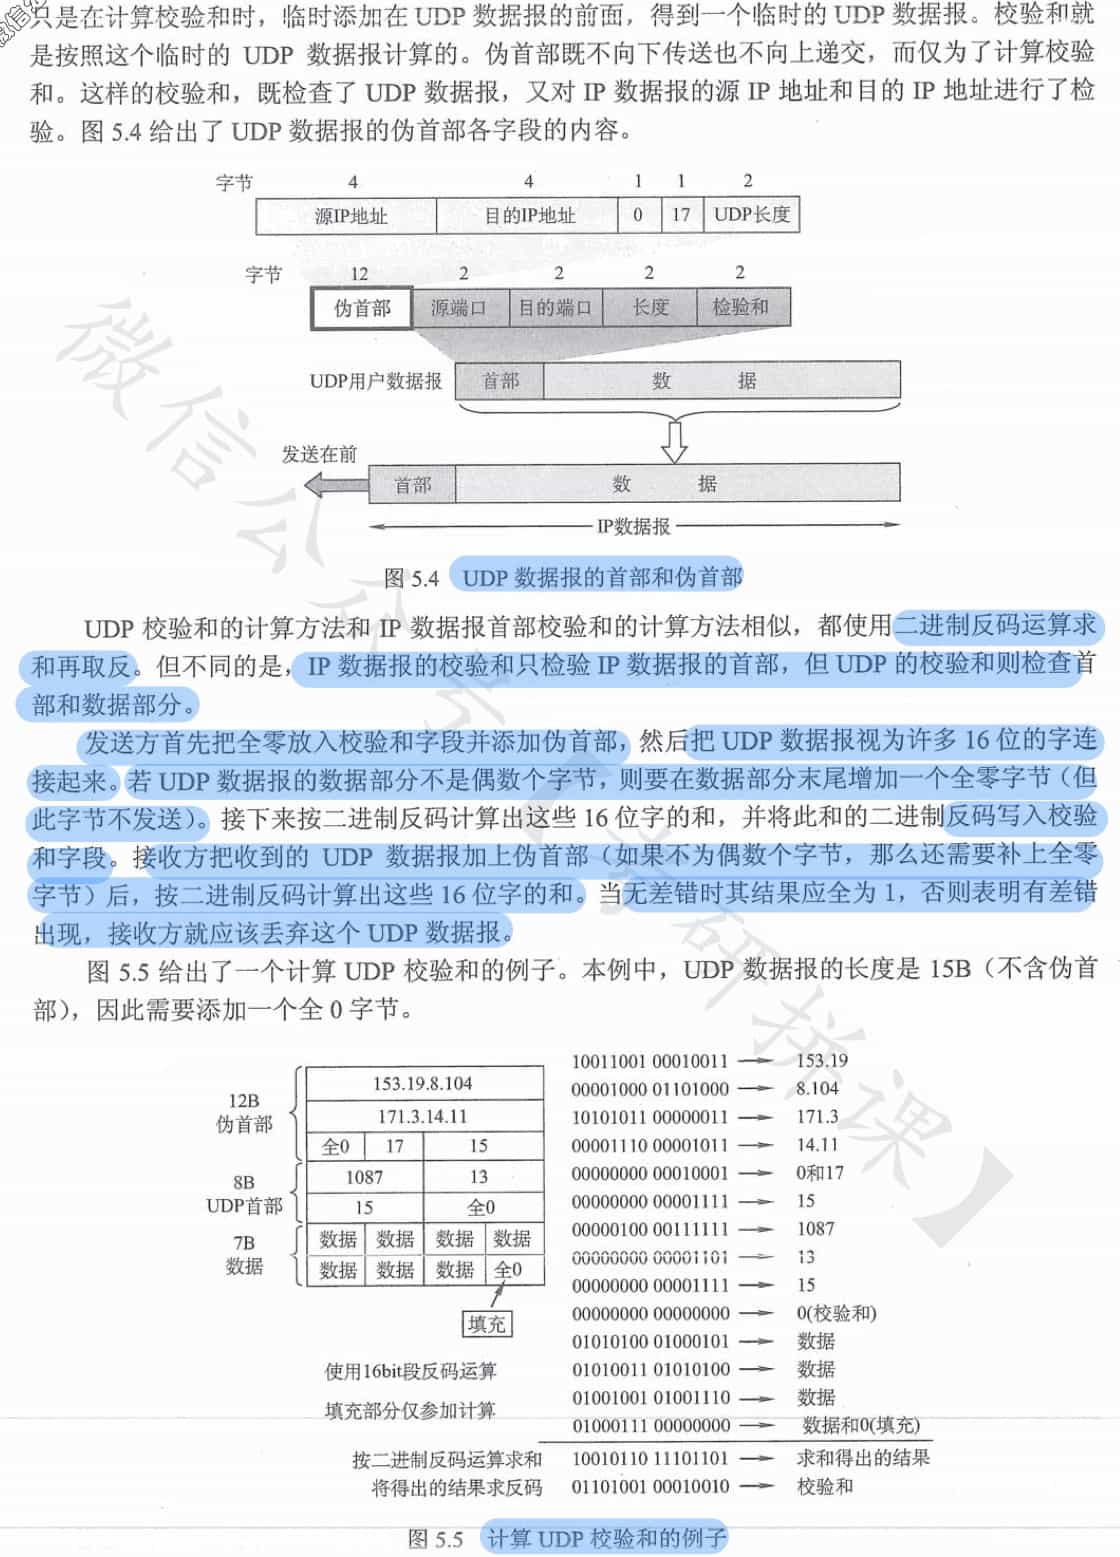 只是在计算校验和时，临时添加在 UDP 数据报的前面，得到一个临时的 UDP 数据报。校验和就
是按照这个临时的 UDP 数据报计算的。伪首部既不向下传送也不向上递交，而仅为了计算校验
和。这样的校验和，既检查了 UDP 数据报，又对 IP 数据报的源 IP 地址和目的 IP 地址进行了检
验。图 5.4 给出了 UDP 数据报的伪首部各字段的内容。
字节 4 4 1 1 2
源IP地址 目的IP地址 0 17 UDP长度
字节 12 2 2 2 2
伪首部 源端口 目的端口 长度 检验和
UDP用户数据报 首部 数 据
发送在前
首部 数 据
IP数据报
图 5.4 UDP 数据报的首部和伪首部
UDP 校验和的计算方法和 IP 数据报首部校验和的计算方法相似，都使用二进制反码运算求
和再取反。但不同的是，IP 数据报的校验和只检验 IP 数据报的首部，但 UDP 的校验和则检查首
部和数据部分。
发送方首先把全零放入校验和字段并添加伪首部，然后把 UDP 数据报视为许多 16 位的字连
接起来。若 UDP 数据报的数据部分不是偶数个字节，则要在数据部分末尾增加一个全零字节（但
此字节不发送）。接下来按二进制反码计算出这些 16 位字的和，并将此和的二进制反码写入校验
和字段。接收方把收到的 UDP 数据报加上伪首部（如果不为偶数个字节，那么还需要补上全零
字节）后，按二进制反码计算出这些 16 位字的和。当无差错时其结果应全为 1，否则表明有差错
出现，接收方就应该丢弃这个 UDP 数据报。
图 5.5 给出了一个计算 UDP 校验和的例子。本例中，UDP 数据报的长度是 15B（不含伪首
部），因此需要添加一个全 0 字节。
12B
伪首部
153.19.8.104
171.3.14.11
全0 17 15
8B
UDP首部
1087 13
15 全0
7B
数据
数据 数据 数据 数据
数据 数据 数据 全0
填充
使用16bit段反码运算
填充部分仅参加计算
10011001 00010011 153.19
00001000 01101000 8.104
10101011 00000011 171.3
00001110 00001011 14.11
00000000 00010001 0和17
00000000 00001111 15
00000100 00111111 1087
00000000 00001101 13
00000000 00001111 15
00000000 00000000 0(校验和)
01010100 01000101 数据
01010011 01010100 数据
01001001 01001110 数据
01000111 00000000 数据和0(填充)
按二进制反码运算求和 10010110 11101101 求和得出的结果
将得出的结果求反码 01101001 00010010 校验和
图 5.5 计算 UDP 校验和的例子